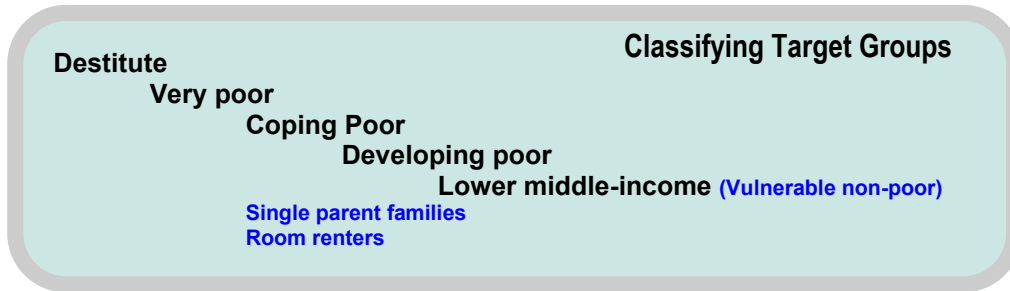 Classifying Target Groups
Destitute
Very poor
Coping Poor
Developing poor
Lower middle-income (Vulnerable non-poor)
Single parent families
Room renters